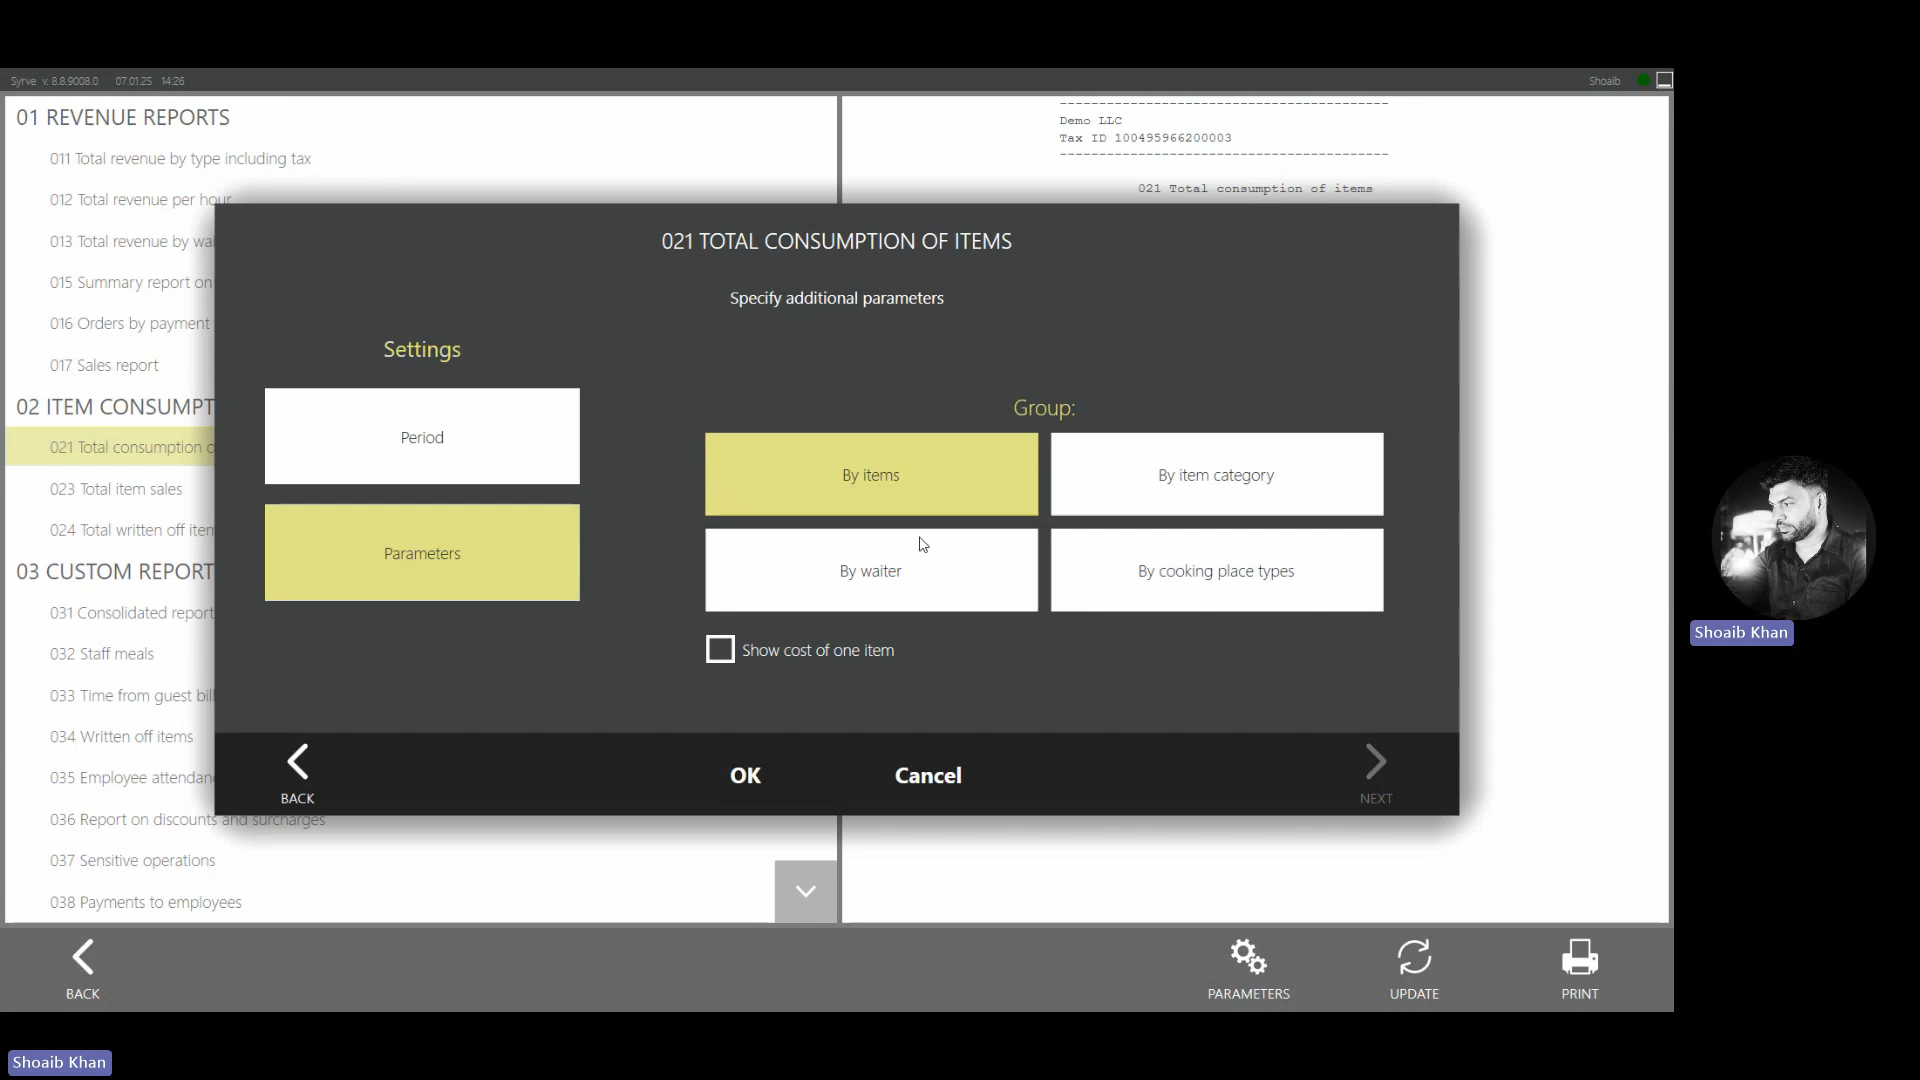 Syrve v. 8.8.9008.0 07.01.25 14:26
Shoaib
01 REVENUE REPORTS
011 Total revenue by type including tax
012 Total revenue per hour
013 Total revenue by
015 Summary report on
016 Orders by payment
017 Sales report
02 ITEM
021 Total consumption
023 Total item sales
024 Total written off
03 CUSTOM
031 Consolidated report
032 Staff meals
033 Time from guest
034 Written off items
035 Employee
036 Report on discounts and surcharges
037 Sensitive operations
038 Payments to employees
Demo LLC
Tax ID 100495966200003
021 Total consumption of items
021 TOTAL CONSUMPTION OF ITEMS
Specify additional parameters
Settings
Period
Parameters
Group:
By items
By item category
By waiter
By cooking place types
Show cost of one item
BACK
OK
Cancel
NEXT
BACK
PARAMETERS
UPDATE
PRINT
Shoaib Khan
Shoaib Khan